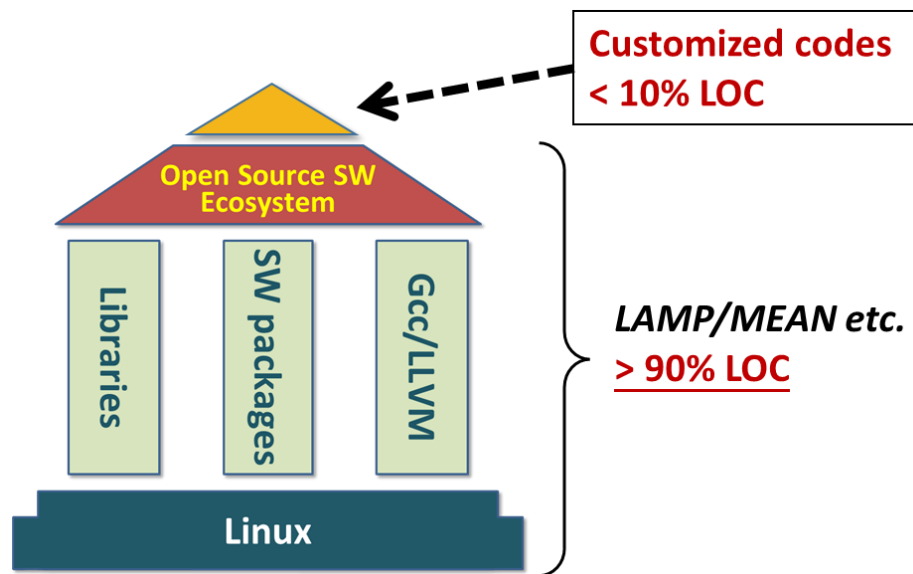 Customized codes
< 10% LOC
Open Source SW
Ecosystem
Libraries
SW packages
Gcc/LLVM
LAMP/MEAN etc.
> 90% LOC
Linux